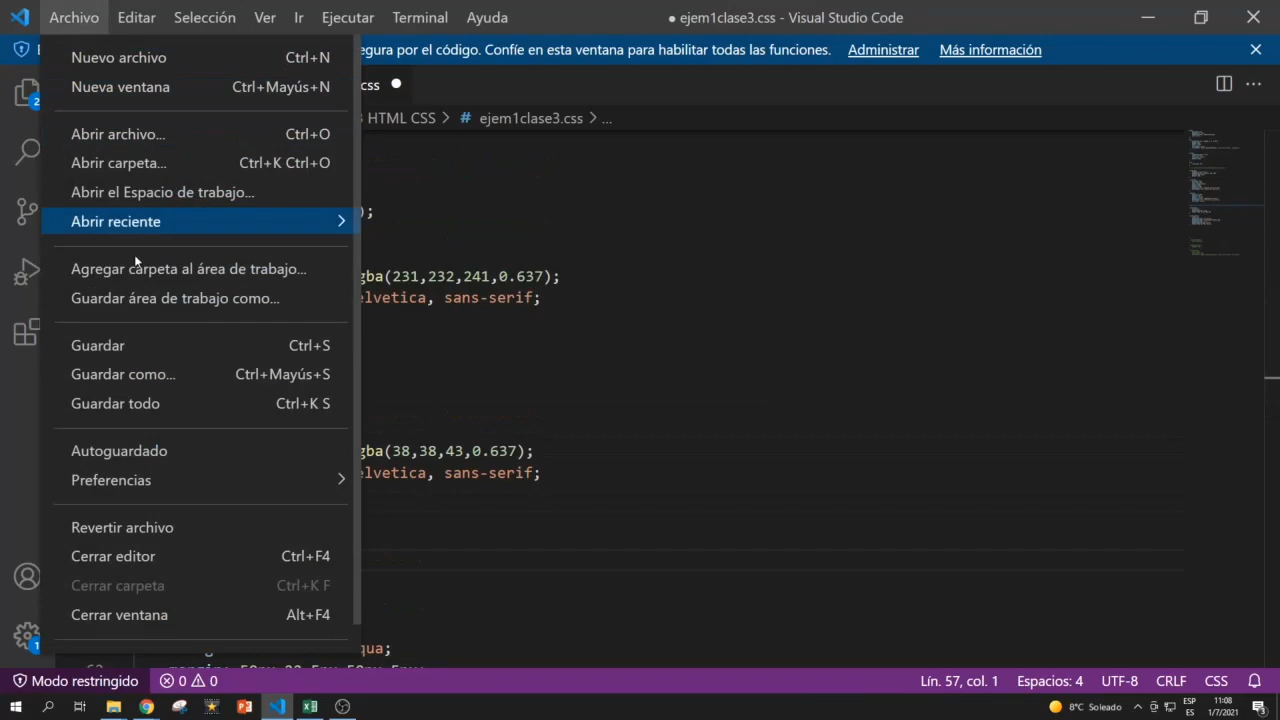 Archivo Editar Selección Ver Ir Ejecutar Terminal Ayuda ● ejem1clase3.css - Visual Studio Code
egura por el código. Confíe en esta ventana para habilitar todas las funciones. Administrar Más información
Nuevo archivo Ctrl+N
Nueva ventana Ctrl+Mayús+N
css
2
HTML CSS > # ejem1clase3.css > ...
Abrir archivo... Ctrl+O
Abrir carpeta... Ctrl+K Ctrl+O
Abrir el Espacio de trabajo...
Abrir reciente
);
Agregar carpeta al área de trabajo...
gba(231,232,241,0.637);
Guardar área de trabajo como...
elvetica, sans-serif;
Guardar Ctrl+S
Guardar como... Ctrl+Mayús+S
Guardar todo Ctrl+K S
Autoguardado
gba(38,38,43,0.637);
Preferencias
elvetica, sans-serif;
Revertir archivo
Cerrar editor Ctrl+F4
Cerrar carpeta Ctrl+K F
Cerrar ventana Alt+F4
1
qua;
Modo restringido 0 0 Lín. 57, col. 1 Espacios: 4 UTF-8 CRLF CSS
8°C Soleado ESP 11:08
ES 1/7/2021 3